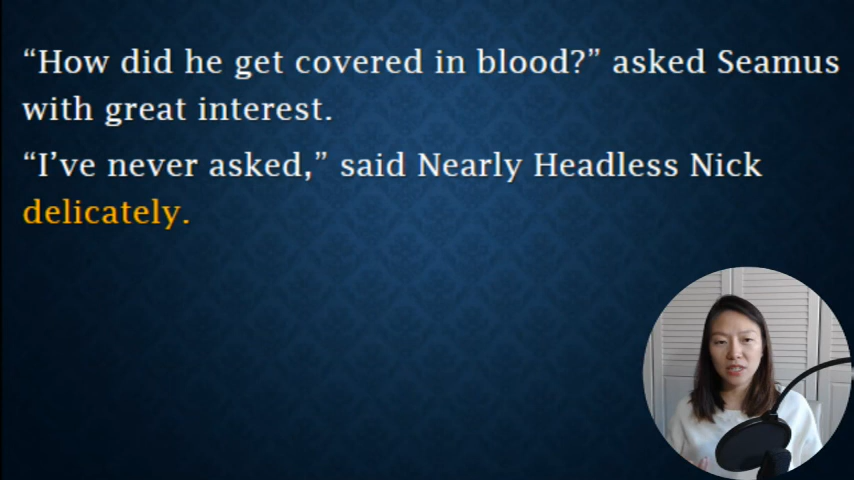 “How did he get covered in blood?” asked Seamus
with great interest.
“I’ve never asked,” said Nearly Headless Nick
delicately.